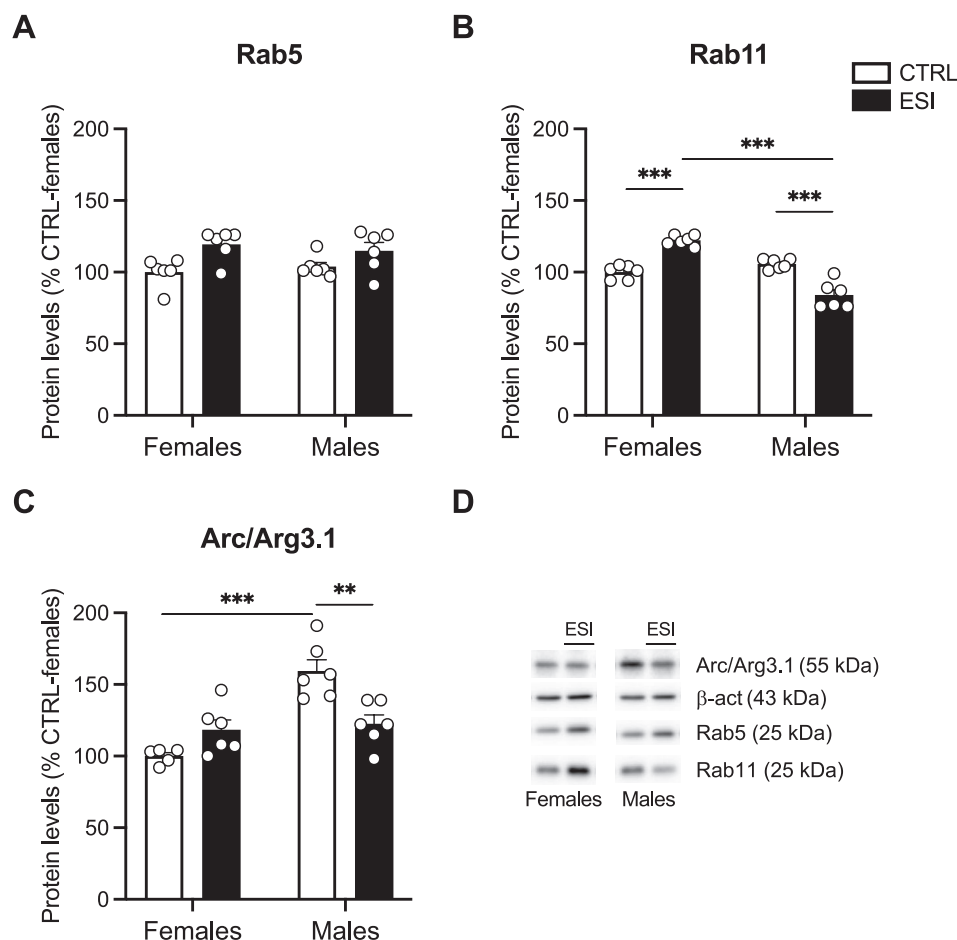 A
Rab5
Protein levels (% CTRL-females)
200
150
100
50
0
Females Males
B
Rab11
CTRL
ESI
Protein levels (% CTRL-females)
200
150
100
50
0
***
***
***
Females Males
C
Arc/Arg3.1
Protein levels (% CTRL-females)
200
150
100
50
0
***
**
Females Males
D
ESI ESI
Arc/Arg3.1 (55 kDa)
β-act (43 kDa)
Rab5 (25 kDa)
Rab11 (25 kDa)
Females Males